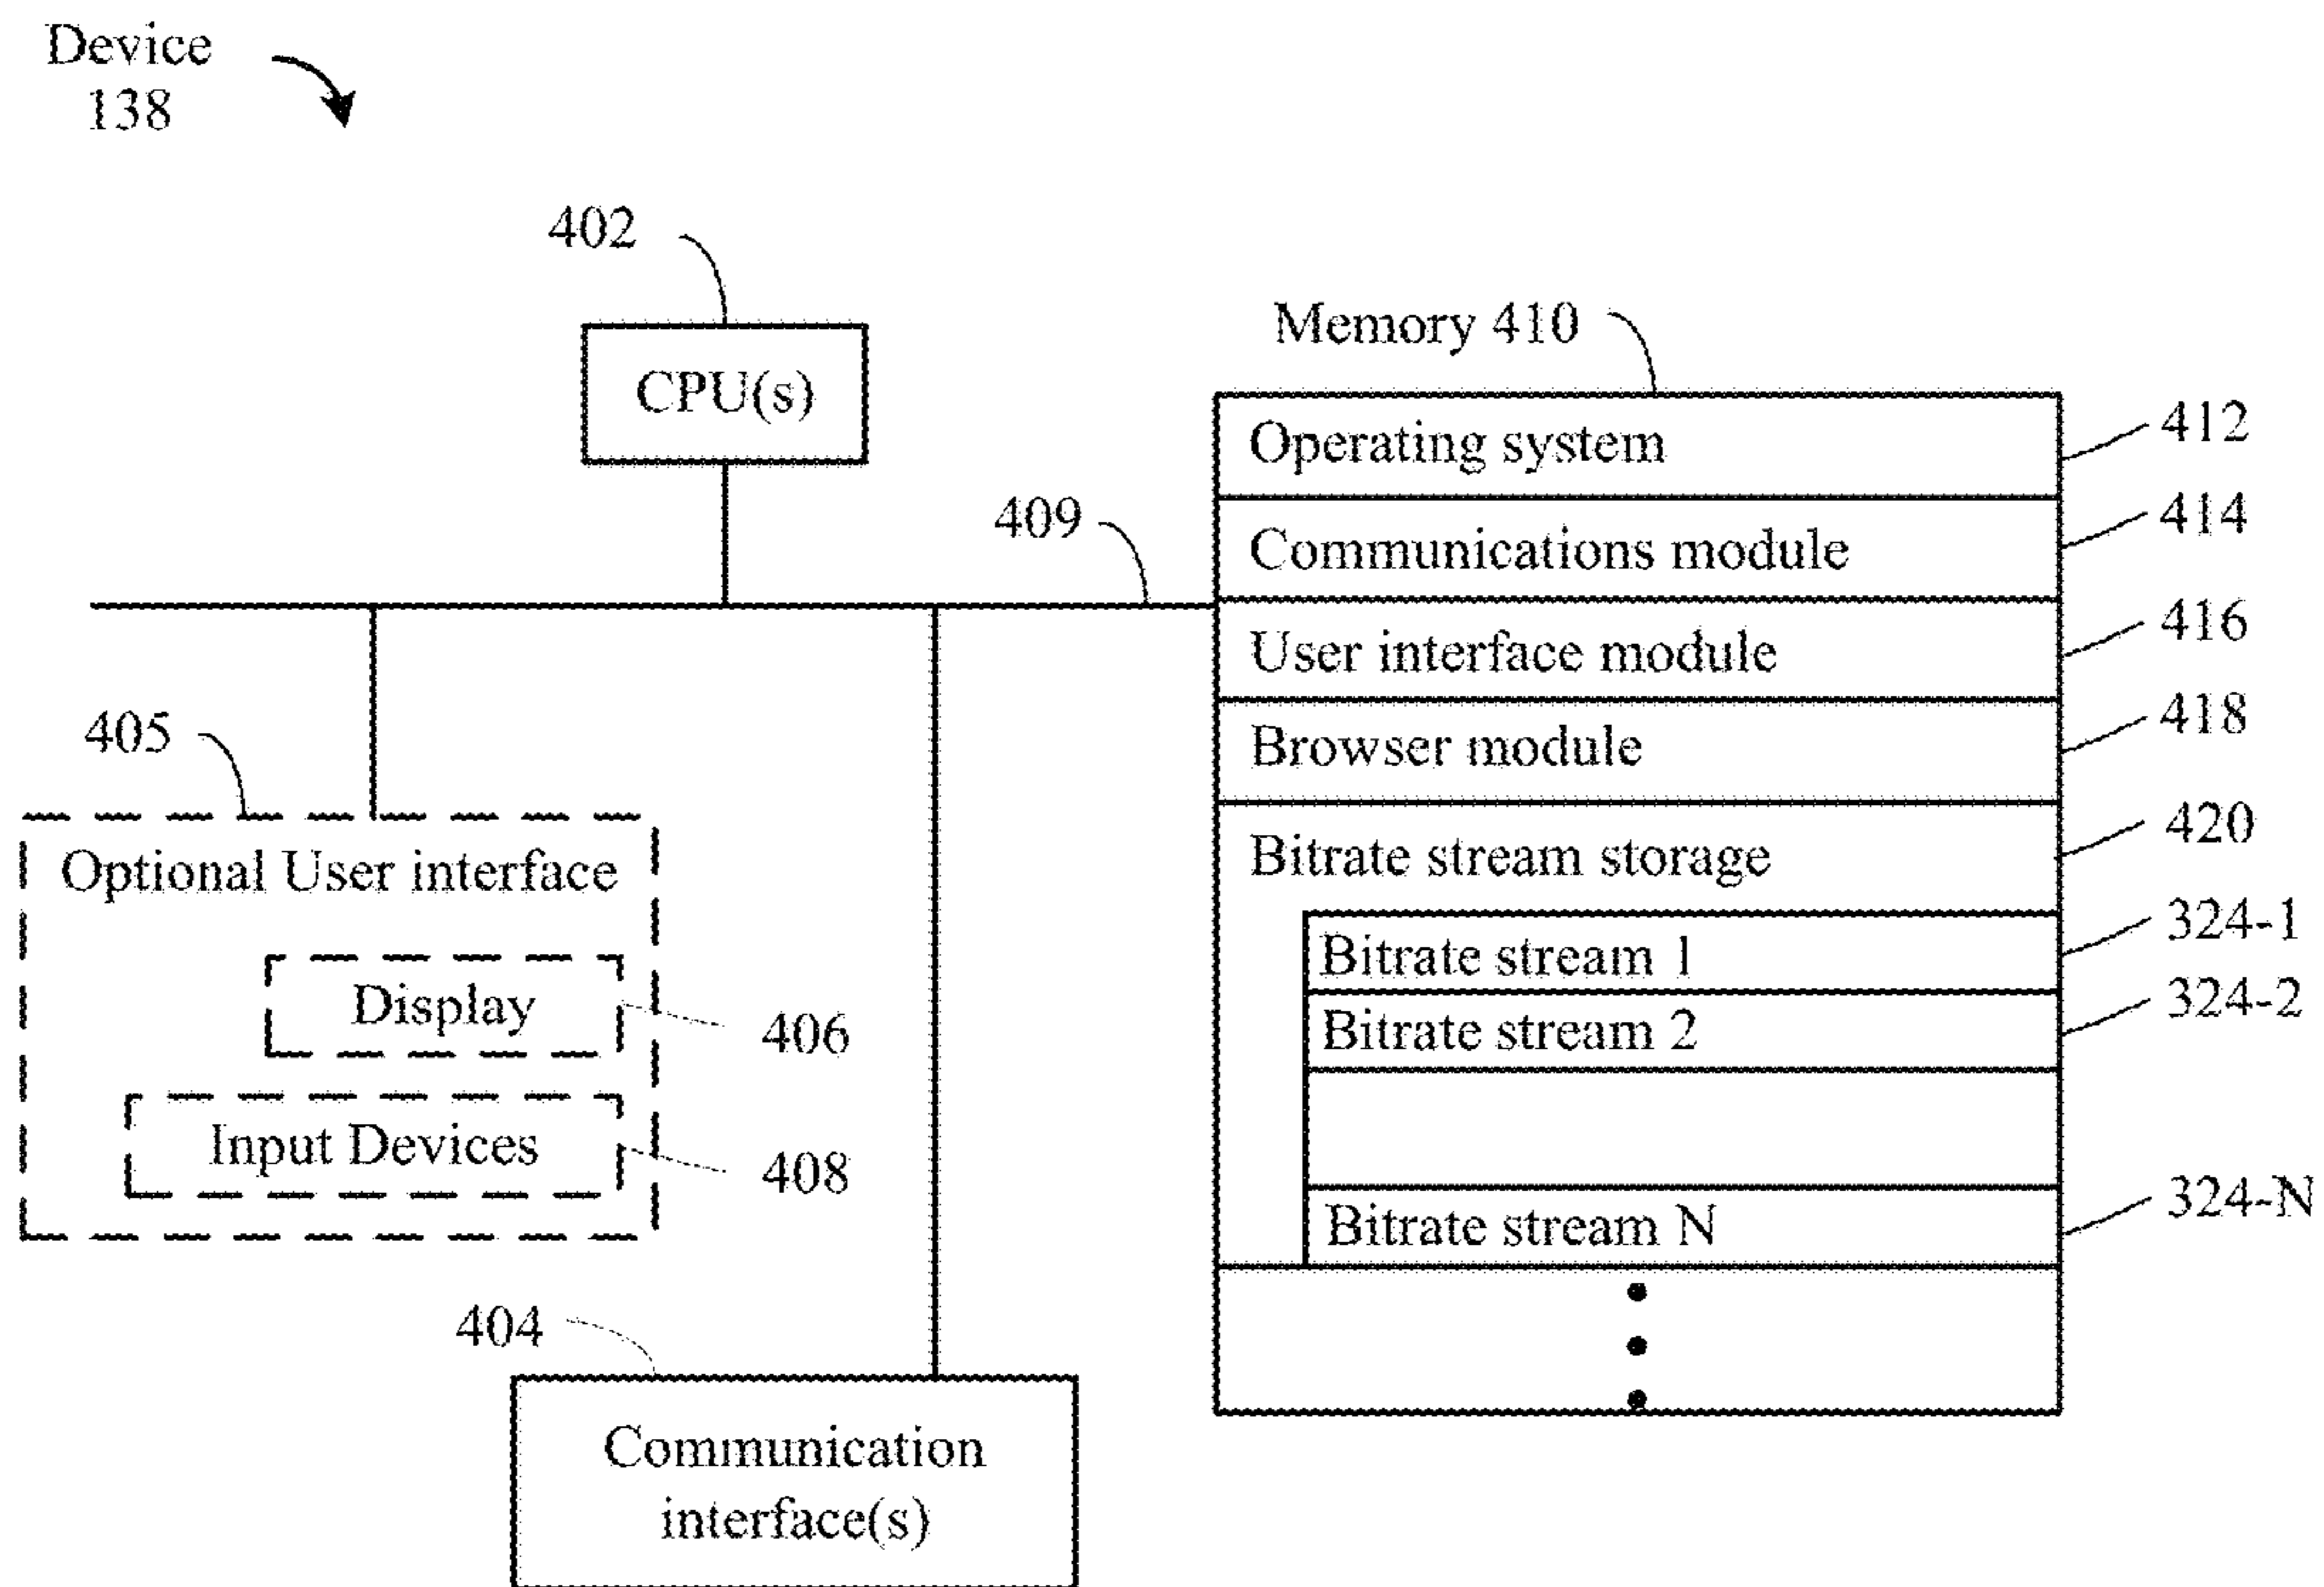 Device
138
402
CPU(s)
409
Memory 410
Operating system
412
Communications module
414
User interface module
416
Browser module
418
Bitrate stream storage
420
Bitrate stream 1
324-1
Bitrate stream 2
324-2
Bitrate stream N
324-N
405
Optional User interface
Display
406
Input Devices
408
404
Communication
interface(s)